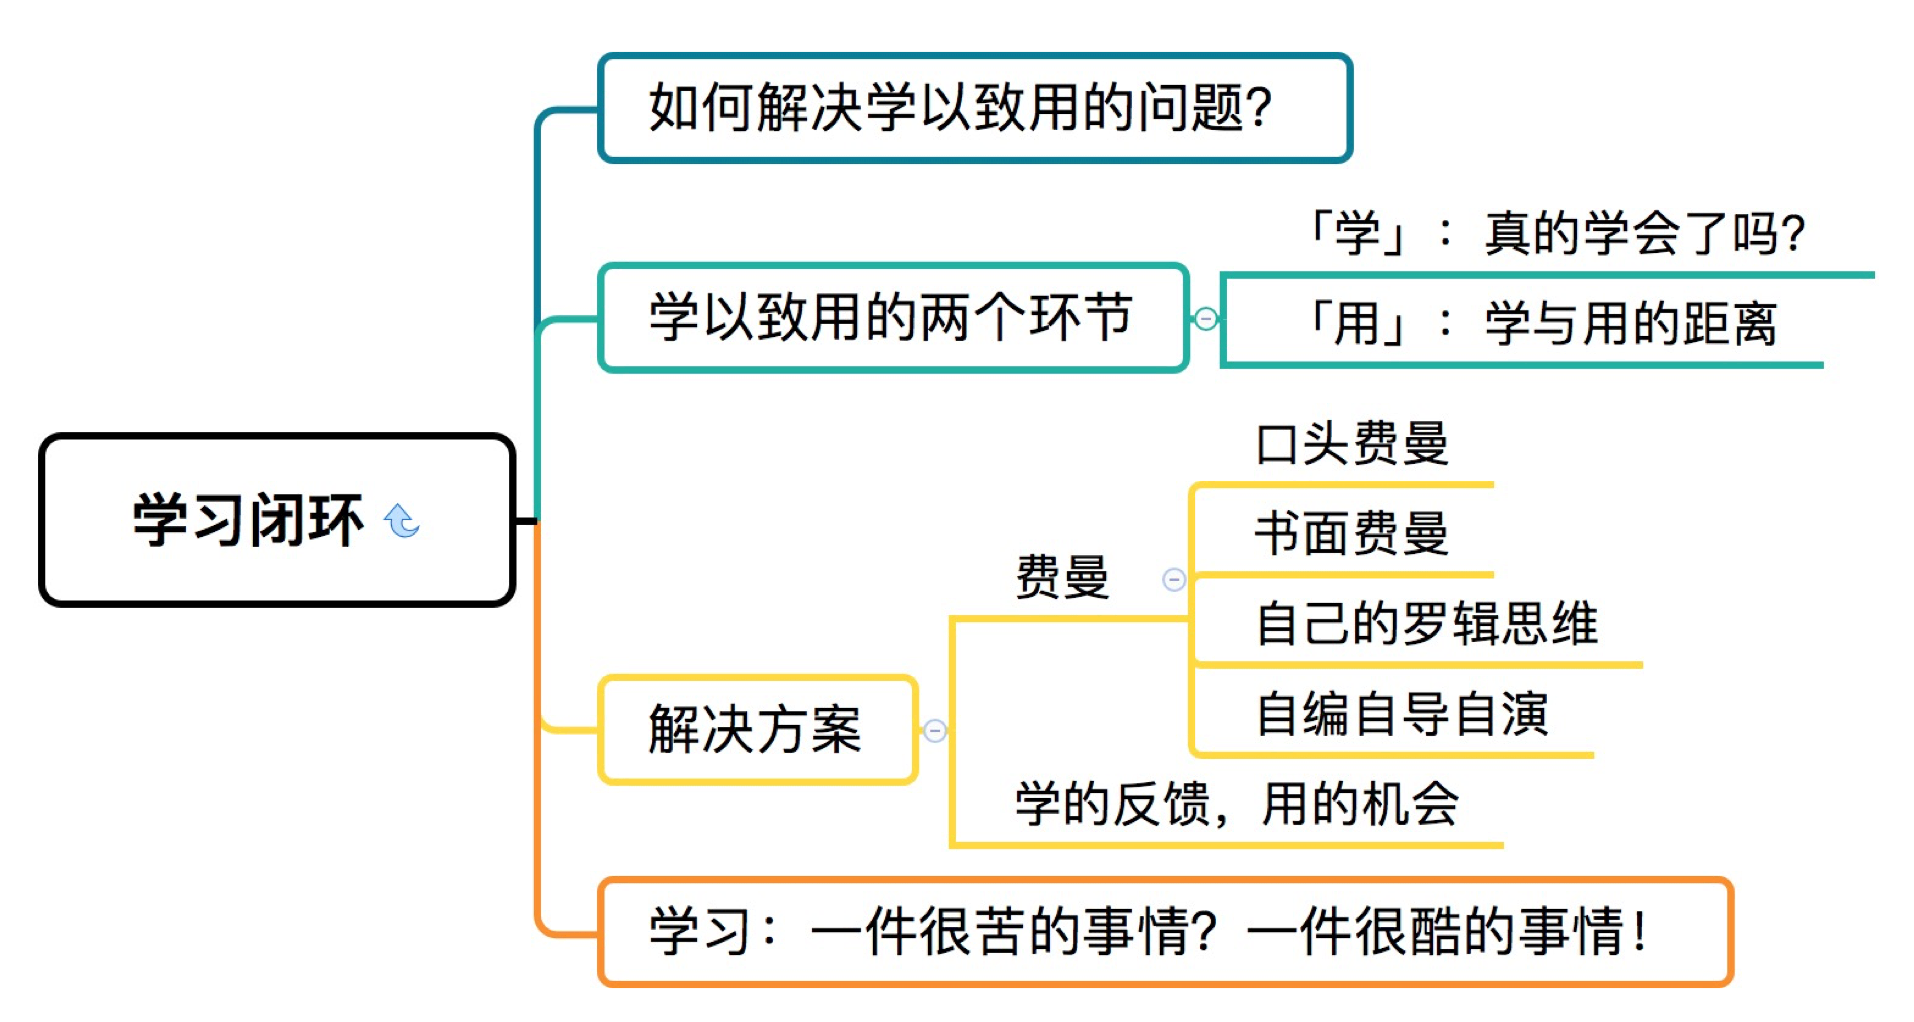 如何解决学以致用的问题？
「学」：真的学会了吗？
学以致用的两个环节
「用」：学与用的距离
口头费曼
学习闭环
书面费曼
费曼
自己的罗辑思维
解决方案
自编自导自演
学的反馈，用的机会
学习：一件很苦的事情？一件很酷的事情！